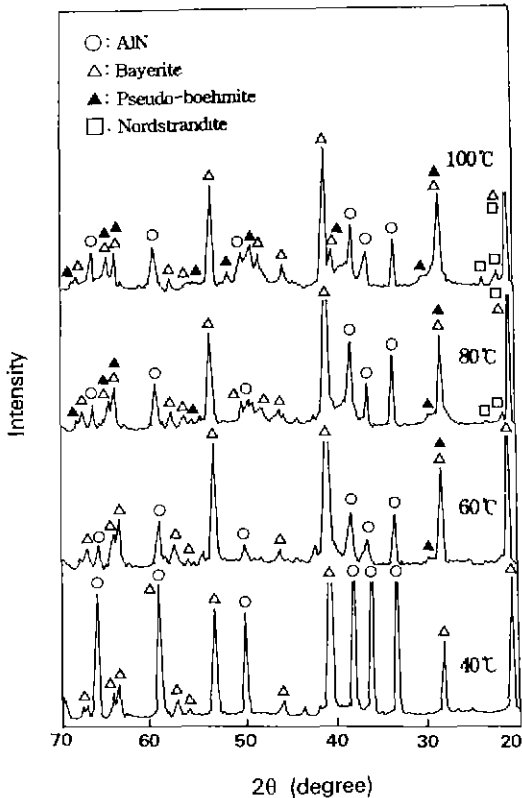 ○: AlN
△: Bayerite
▲: Pseudo-boehmite
□. Nordstrandite
100℃
80℃
60℃
40℃
Intensity
70 60 50 40 30 20
2θ (degree)